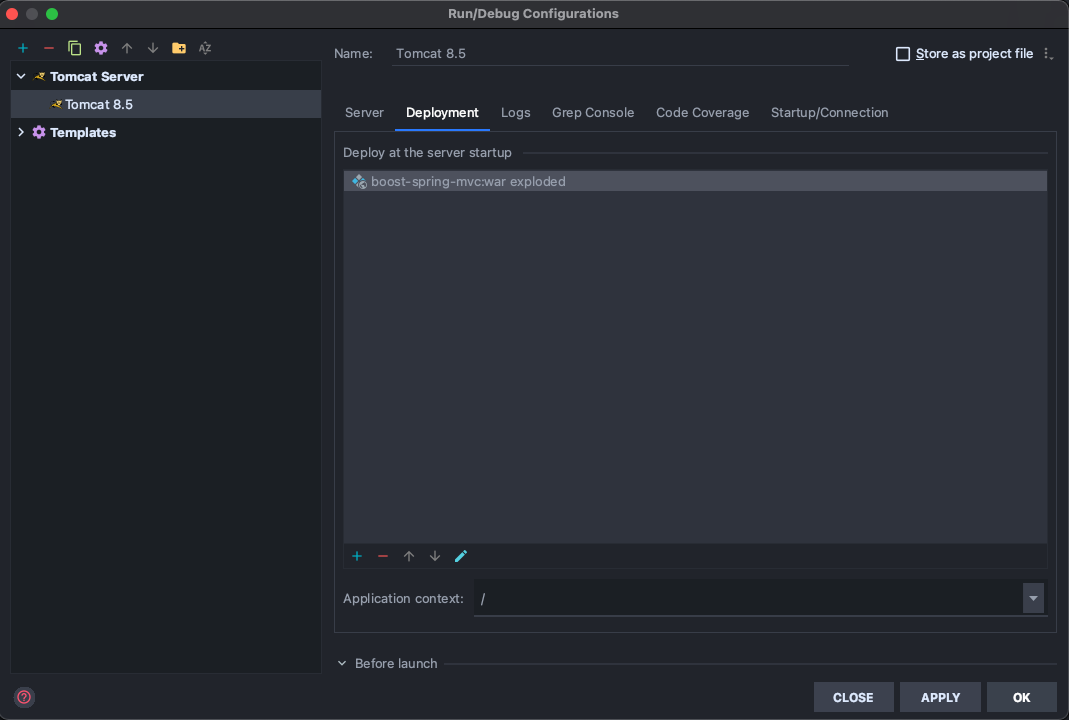 Run/Debug Configurations
Name: Tomcat 8.5
Store as project file
Tomcat Server
Tomcat 8.5
Templates
Server Deployment Logs Grep Console Code Coverage Startup/Connection
Deploy at the server startup
boost-spring-mvc:war exploded
Application context: /
Before launch
CLOSE APPLY OK